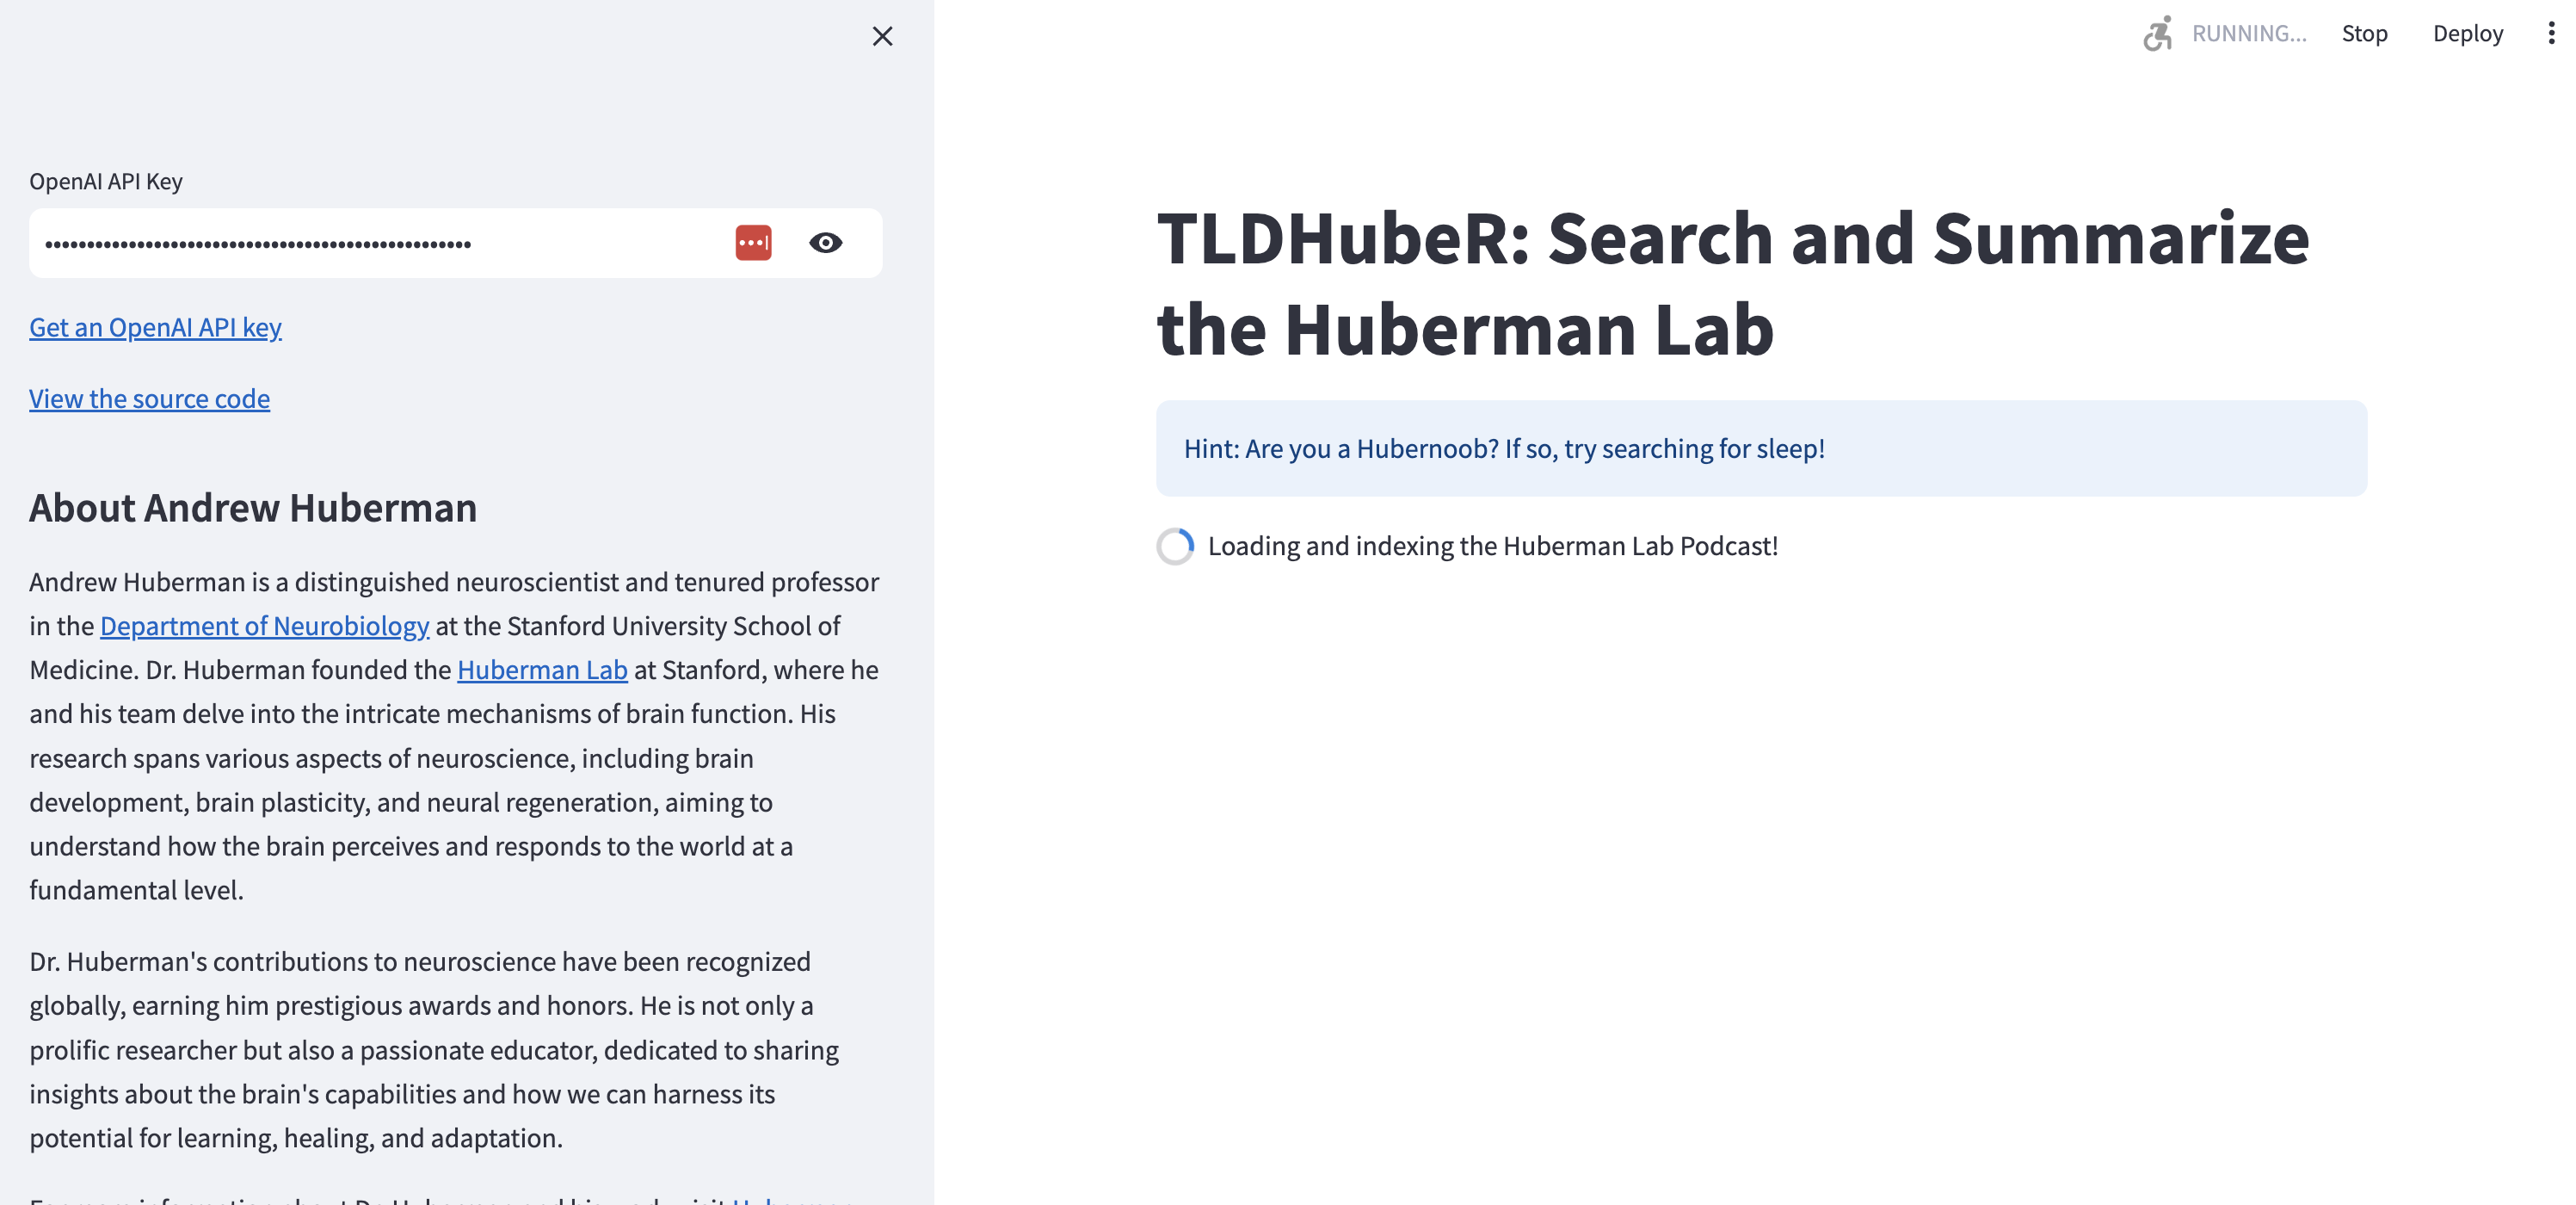 OpenAI API Key
••••••••••••••••••••••••••••••••••••••••••••••••••••
Get an OpenAI API key
View the source code
About Andrew Huberman
Andrew Huberman is a distinguished neuroscientist and tenured professor
in the Department of Neurobiology at the Stanford University School of
Medicine. Dr. Huberman founded the Huberman Lab at Stanford, where he
and his team delve into the intricate mechanisms of brain function. His
research spans various aspects of neuroscience, including brain
development, brain plasticity, and neural regeneration, aiming to
understand how the brain perceives and responds to the world at a
fundamental level.
Dr. Huberman's contributions to neuroscience have been recognized
globally, earning him prestigious awards and honors. He is not only a
prolific researcher but also a passionate educator, dedicated to sharing
insights about the brain's capabilities and how we can harness its
potential for learning, healing, and adaptation.
RUNNING... Stop Deploy
TLDHubeR: Search and Summarize
the Huberman Lab
Hint: Are you a Hubernoob? If so, try searching for sleep!
Loading and indexing the Huberman Lab Podcast!